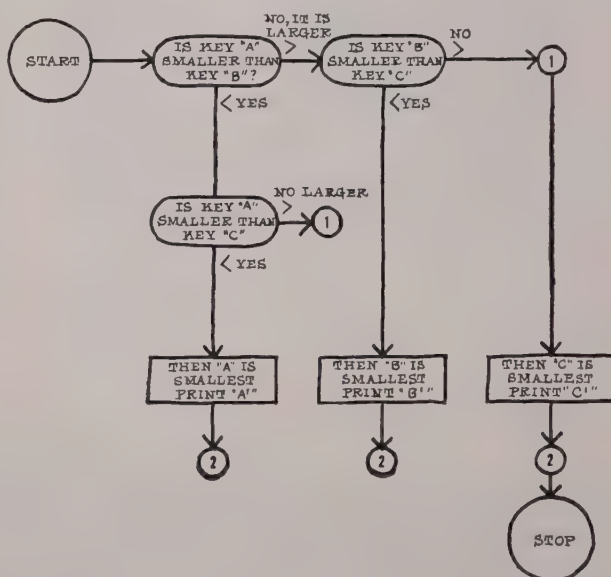 START
IS KEY "A"
SMALLER THAN
KEY "B"?
NO, IT IS
LARGER
>
IS KEY "B"
SMALLER THAN
KEY "C"
NO
>
1
< YES
< YES
IS KEY "A"
SMALLER THAN
KEY "C"
NO LARGER
>
1
< YES
THEN "A" IS
SMALLEST
PRINT "A'"
THEN "B" IS
SMALLEST
PRINT "B'"
THEN "C" IS
SMALLEST
PRINT "C'"
2
2
2
STOP